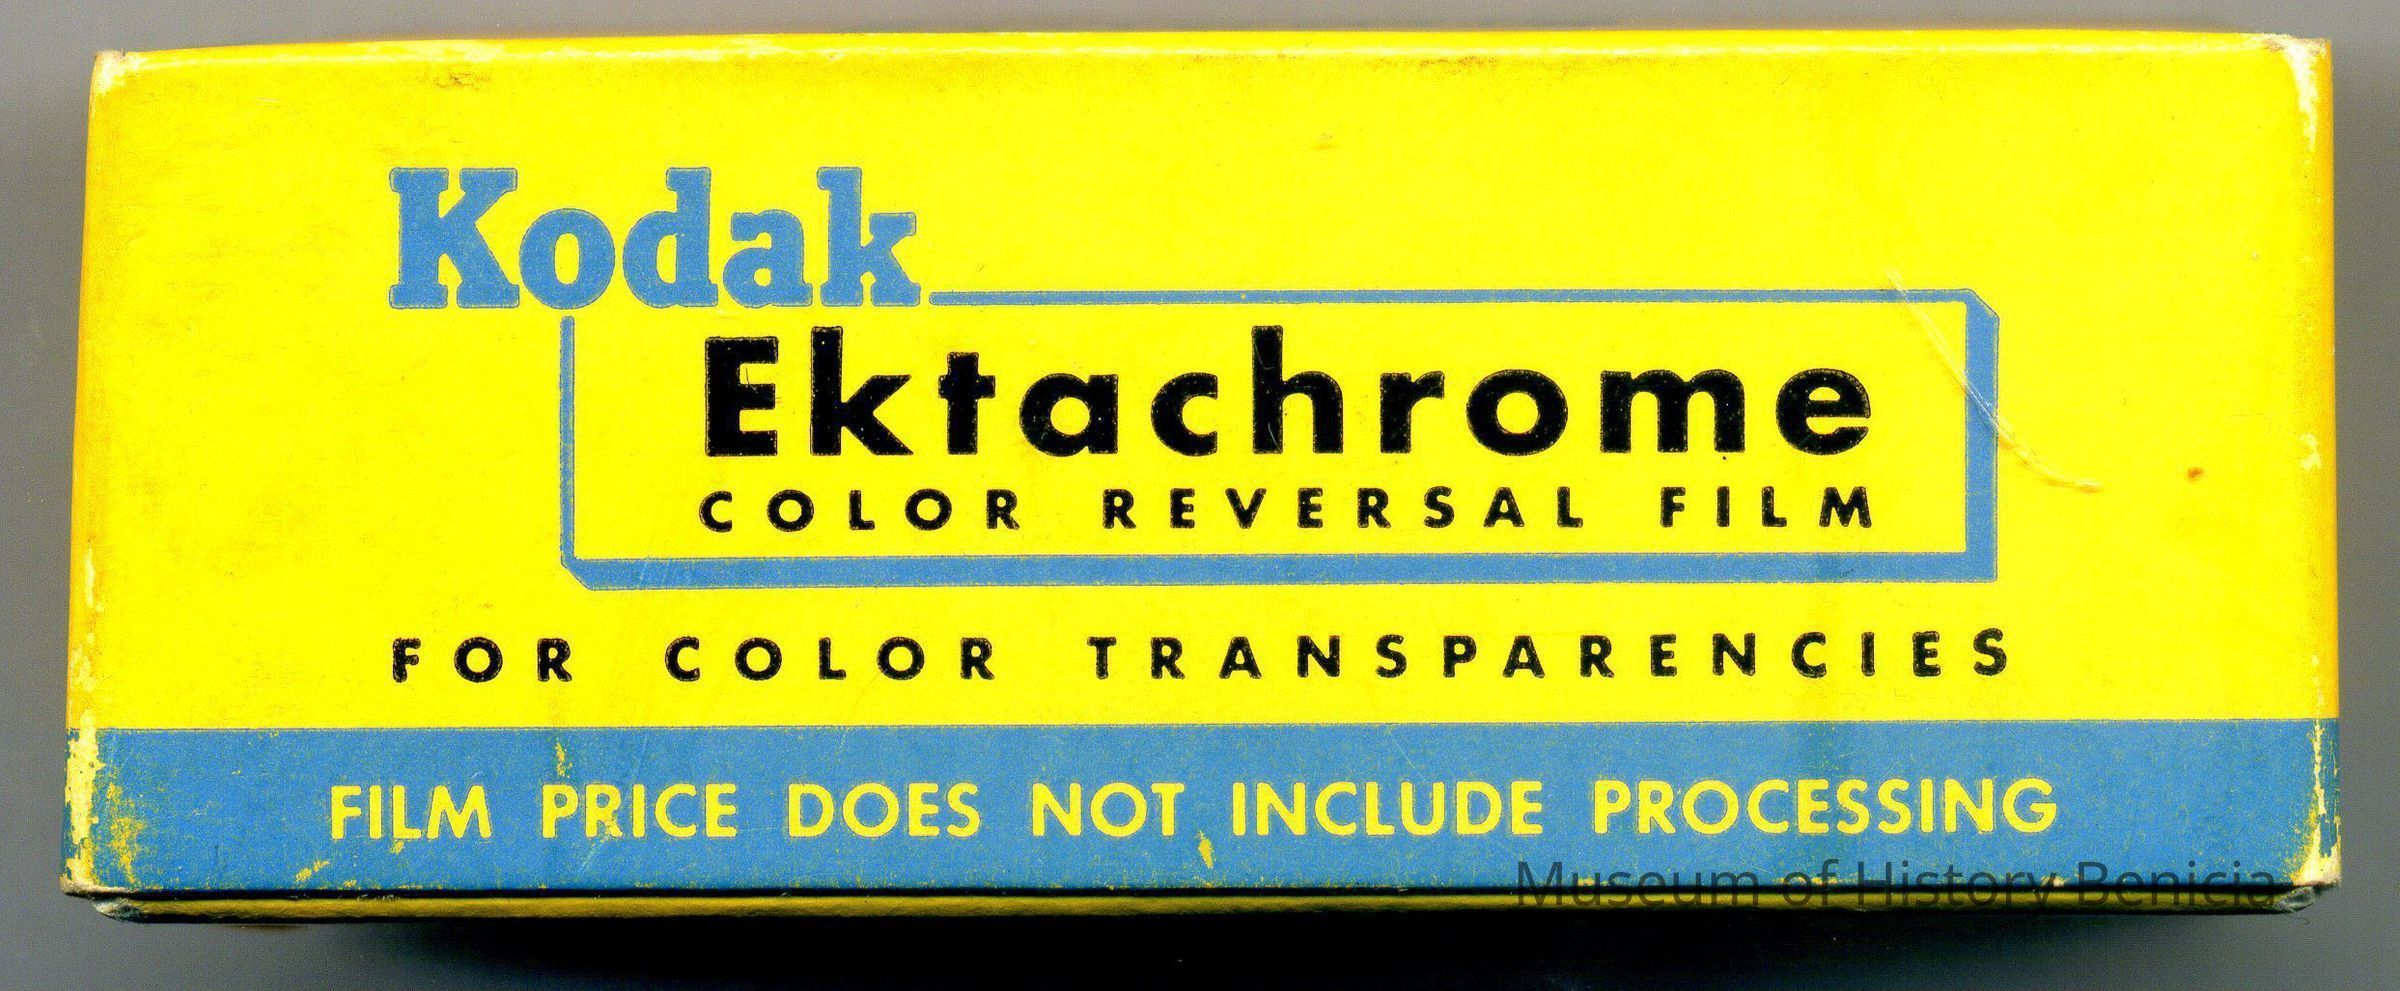 Kodak
Ektachrome
COLOR REVERSAL FILM
FOR COLOR TRANSPARENCIES
FILM PRICE DOES NOT INCLUDE PROCESSING
Museum of History Benicia